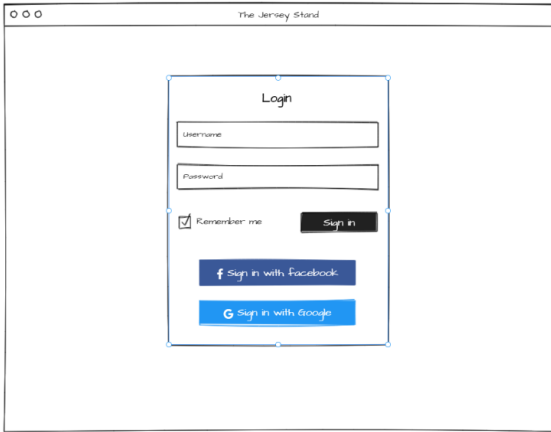 The Jersey Stand
Login
Username
Password
Remember me
Sign in
f Sign in with facebook
G Sign in with Google